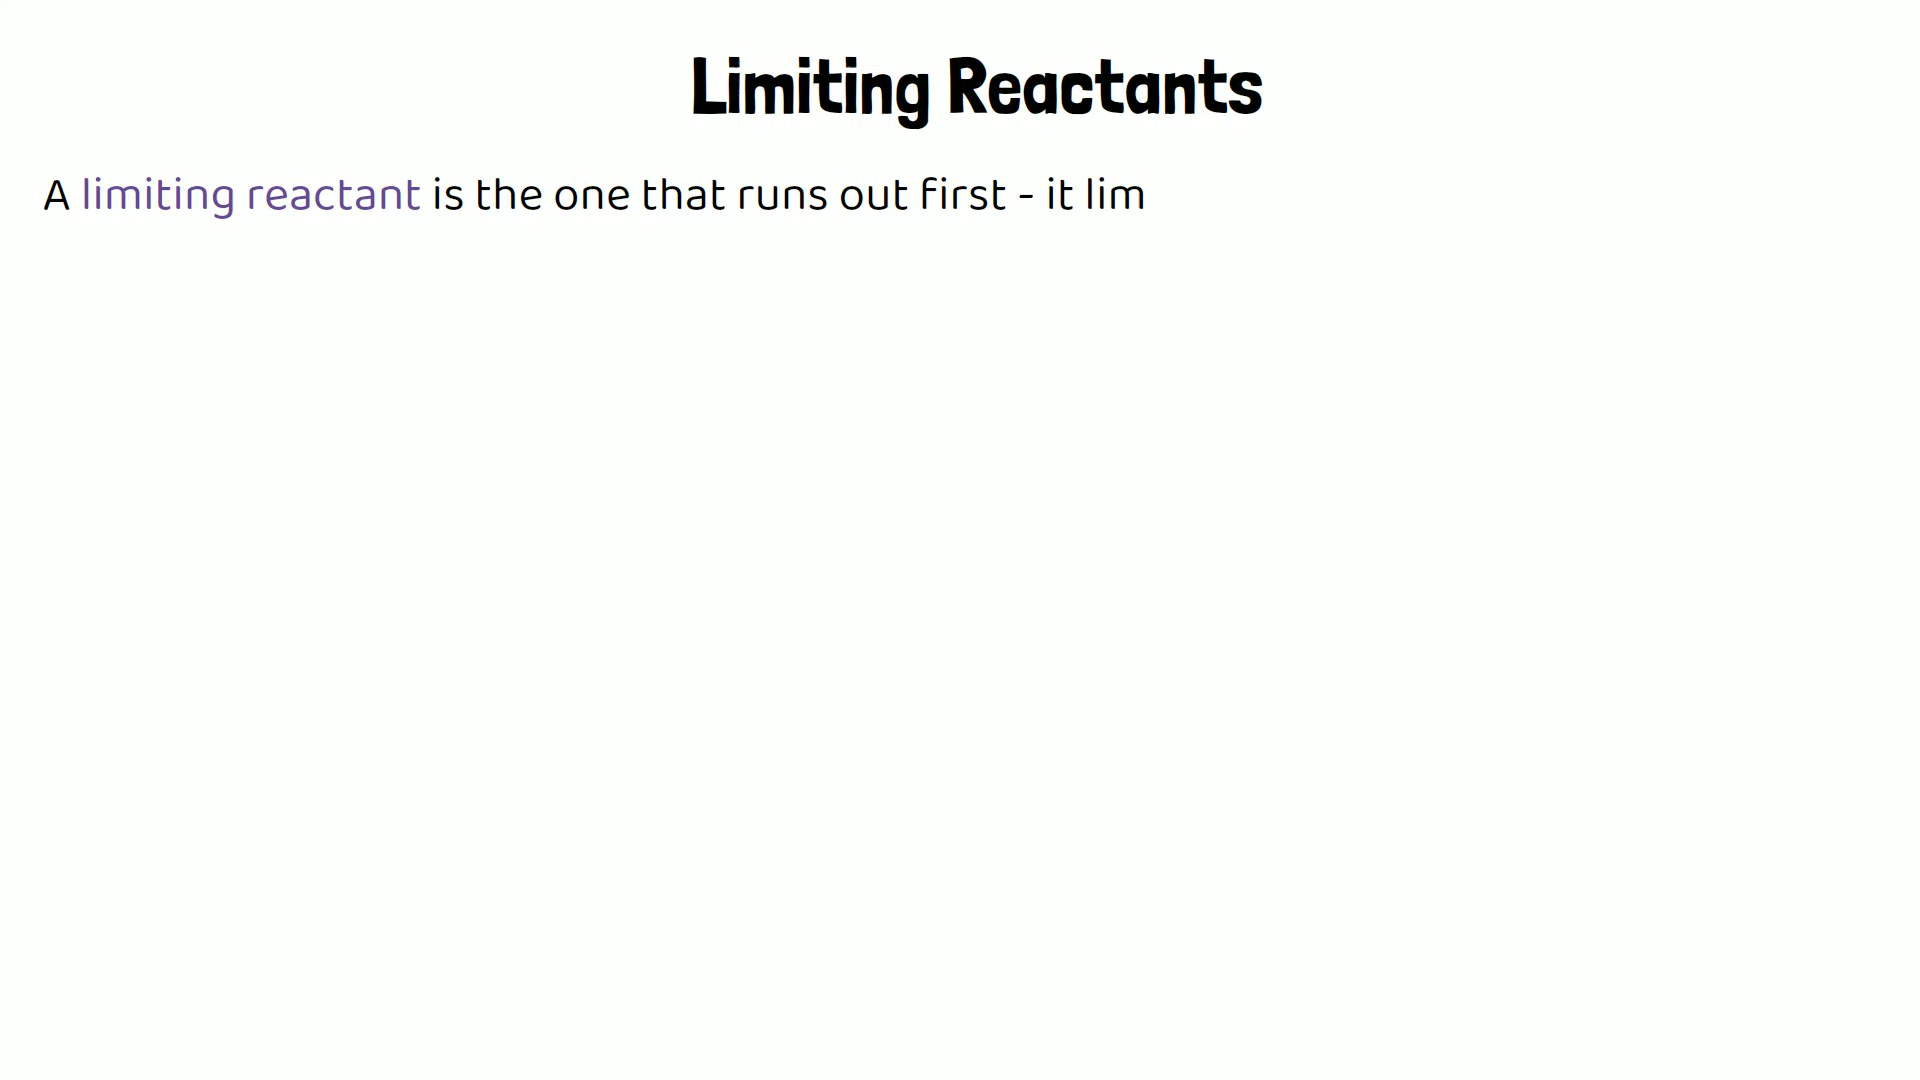 Limiting Reactants
A limiting reactant is the one that runs out first - it lim